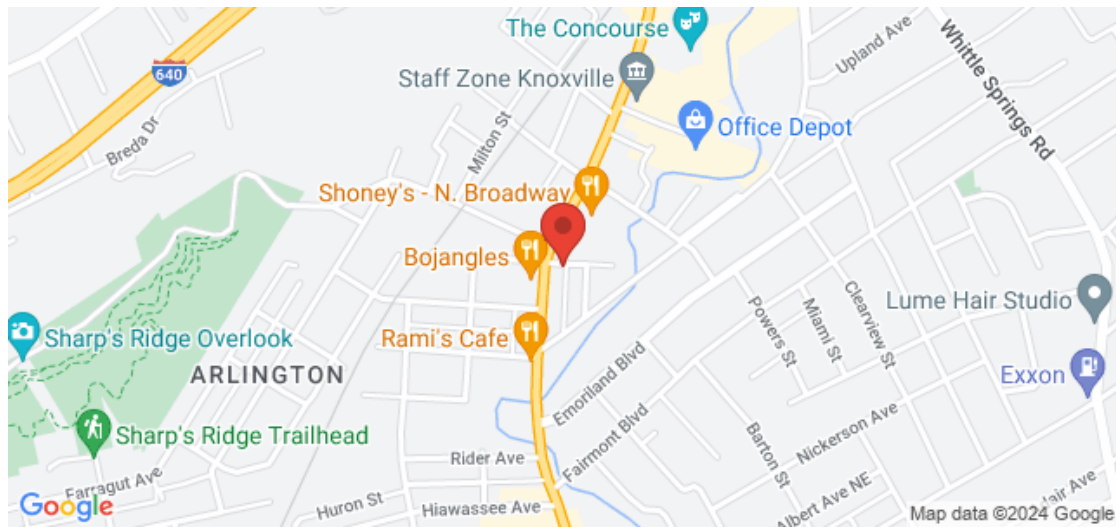 The Concourse
Upland Ave
Whittle Springs Rd
640
Staff Zone Knoxville
Breda Dr
Milton St
Office Depot
Shoney's - N. Broadway
Bojangles
Lume Hair Studio
Powers St
Miami St
Clearview St
Sharp's Ridge Overlook
Rami's Cafe
ARLINGTON
Emoriland Blvd
Exxon
Sharp's Ridge Trailhead
Fairmont Blvd
Barton St
Nickerson Ave
Rider Ave
Farragut Ave
Huron St
Hiawassee Ave
Albert Ave NE
Ave
Google
Map data ©2024 Google